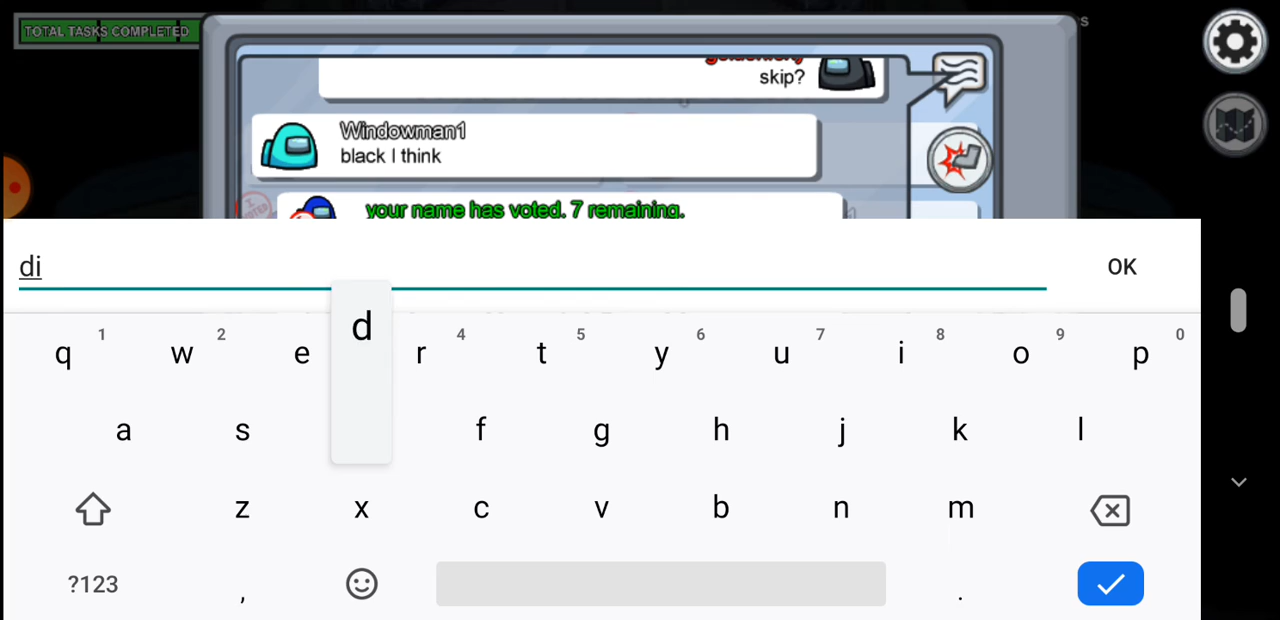 TOTAL TASKS COMPLETED
s
skip?
Windowman1
black I think
your name has voted. 7 remaining.
di
OK
d
1 2 4 5 6 7 8 9 0
q w e r t y u i o p
a s f g h j k l
z x c v b n m
?123 , .